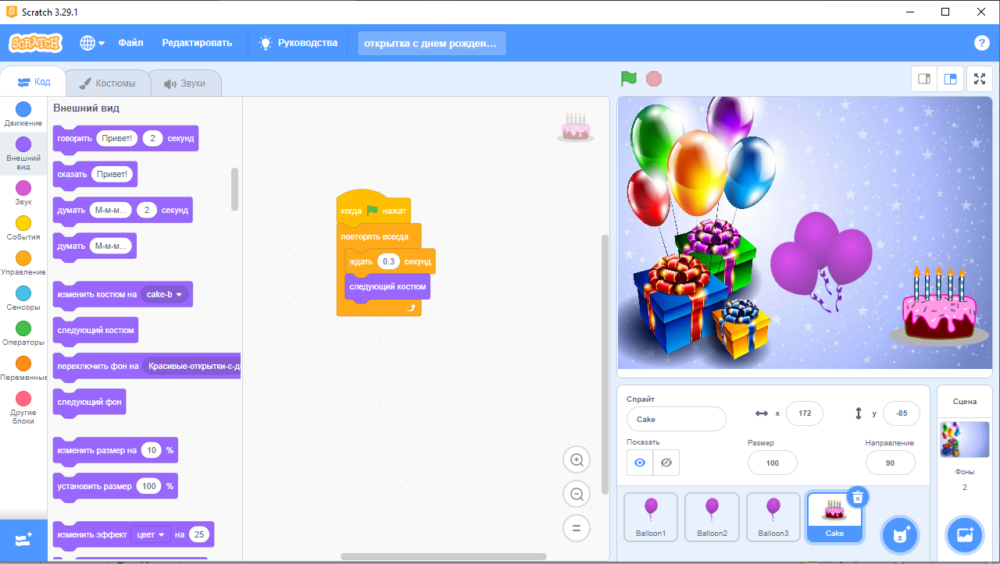 Scratch 3.29.1
SCRATCH
Файл
Редактировать
Руководства
открытка с днем рожден...
?
Код
Костюмы
Звуки
Движение
Внешний
вид
Звук
События
Управление
Сенсоры
Операторы
Переменные
Другие
блоки
Внешний вид
говорить Привет! 2 секунд
сказать Привет!
думать М-м-м... 2 секунд
думать М-м-м...
изменить костюм на cake-b
следующий костюм
переключить фон на Красивые-открытки-с-д
следующий фон
изменить размер на 10 %
установить размер 100 %
изменить эффект цвет на 25
когда нажат
повторять всегда
ждать 0.3 секунд
следующий костюм
Спрайт
Cake
x 172
y -85
Показать
Размер
100
Направление
90
Balloon1
Balloon2
Balloon3
Cake
Сцена
Фоны
2